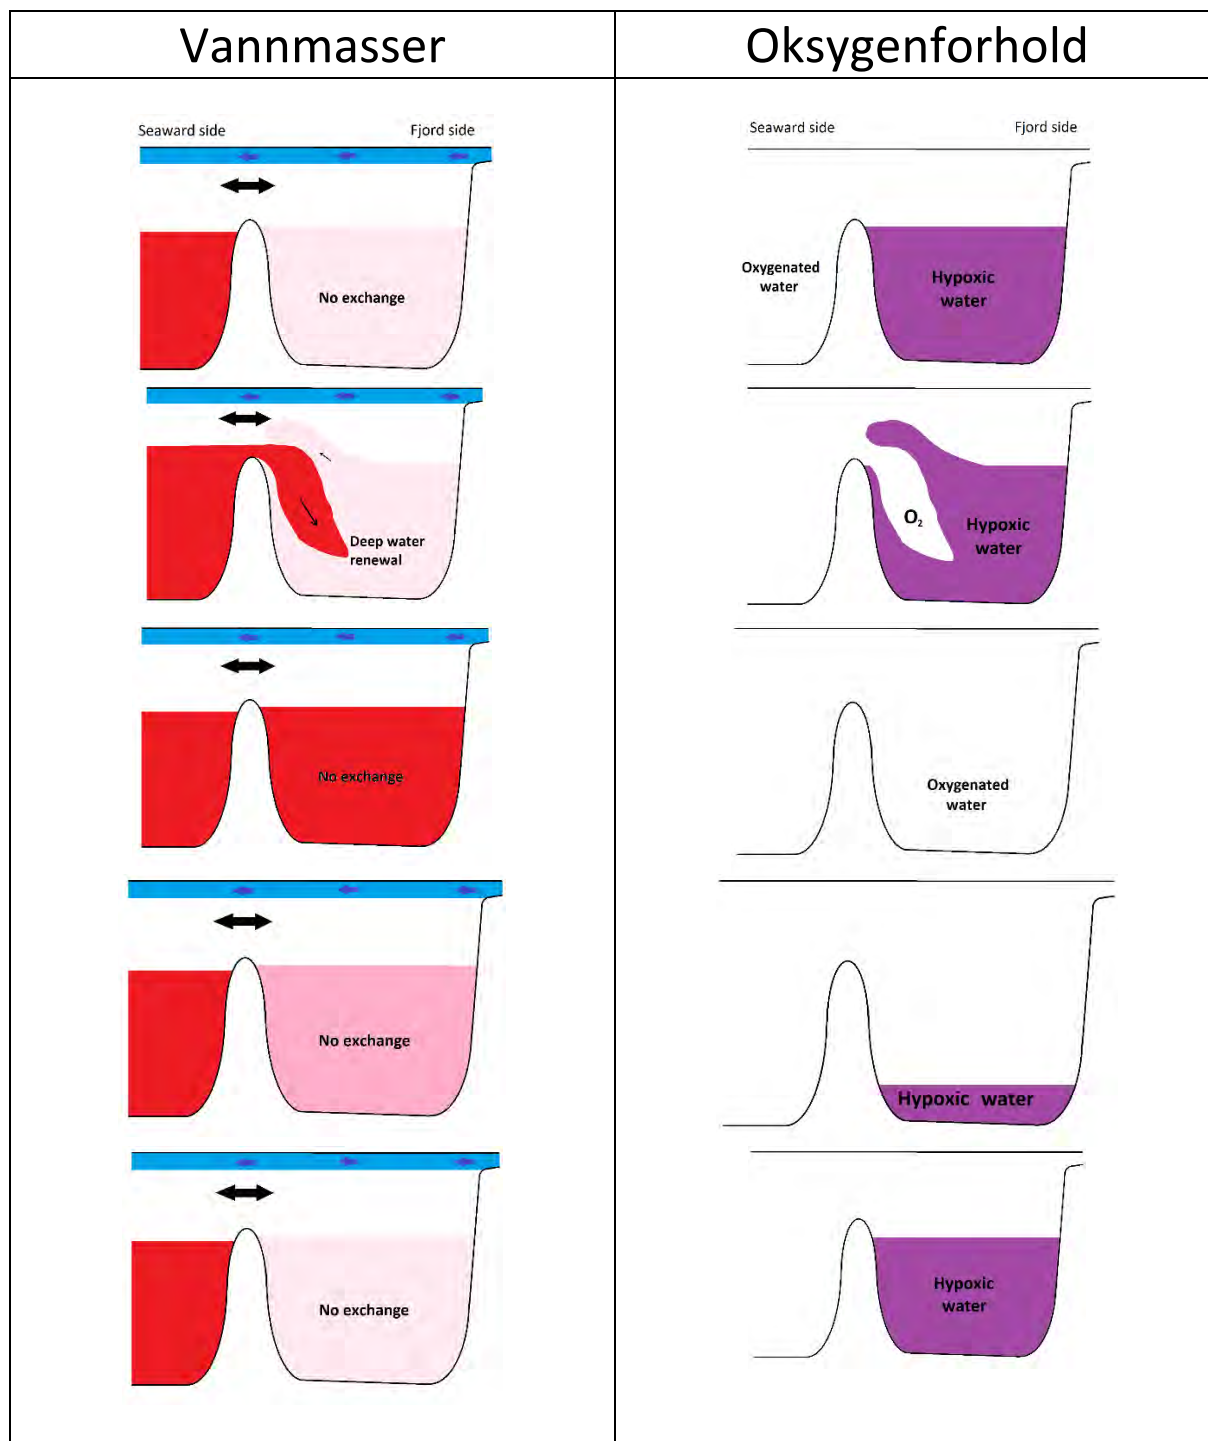 Vannmasser
Oksygenforhold
Seaward side
Fjord side
Seaward side
Fjord side
No exchange
Oxygenated
water
Hypoxic
water
Deep water
renewal
O₂
Hypoxic
water
No exchange
Oxygenated
water
No exchange
Hypoxic water
No exchange
Hypoxic
water